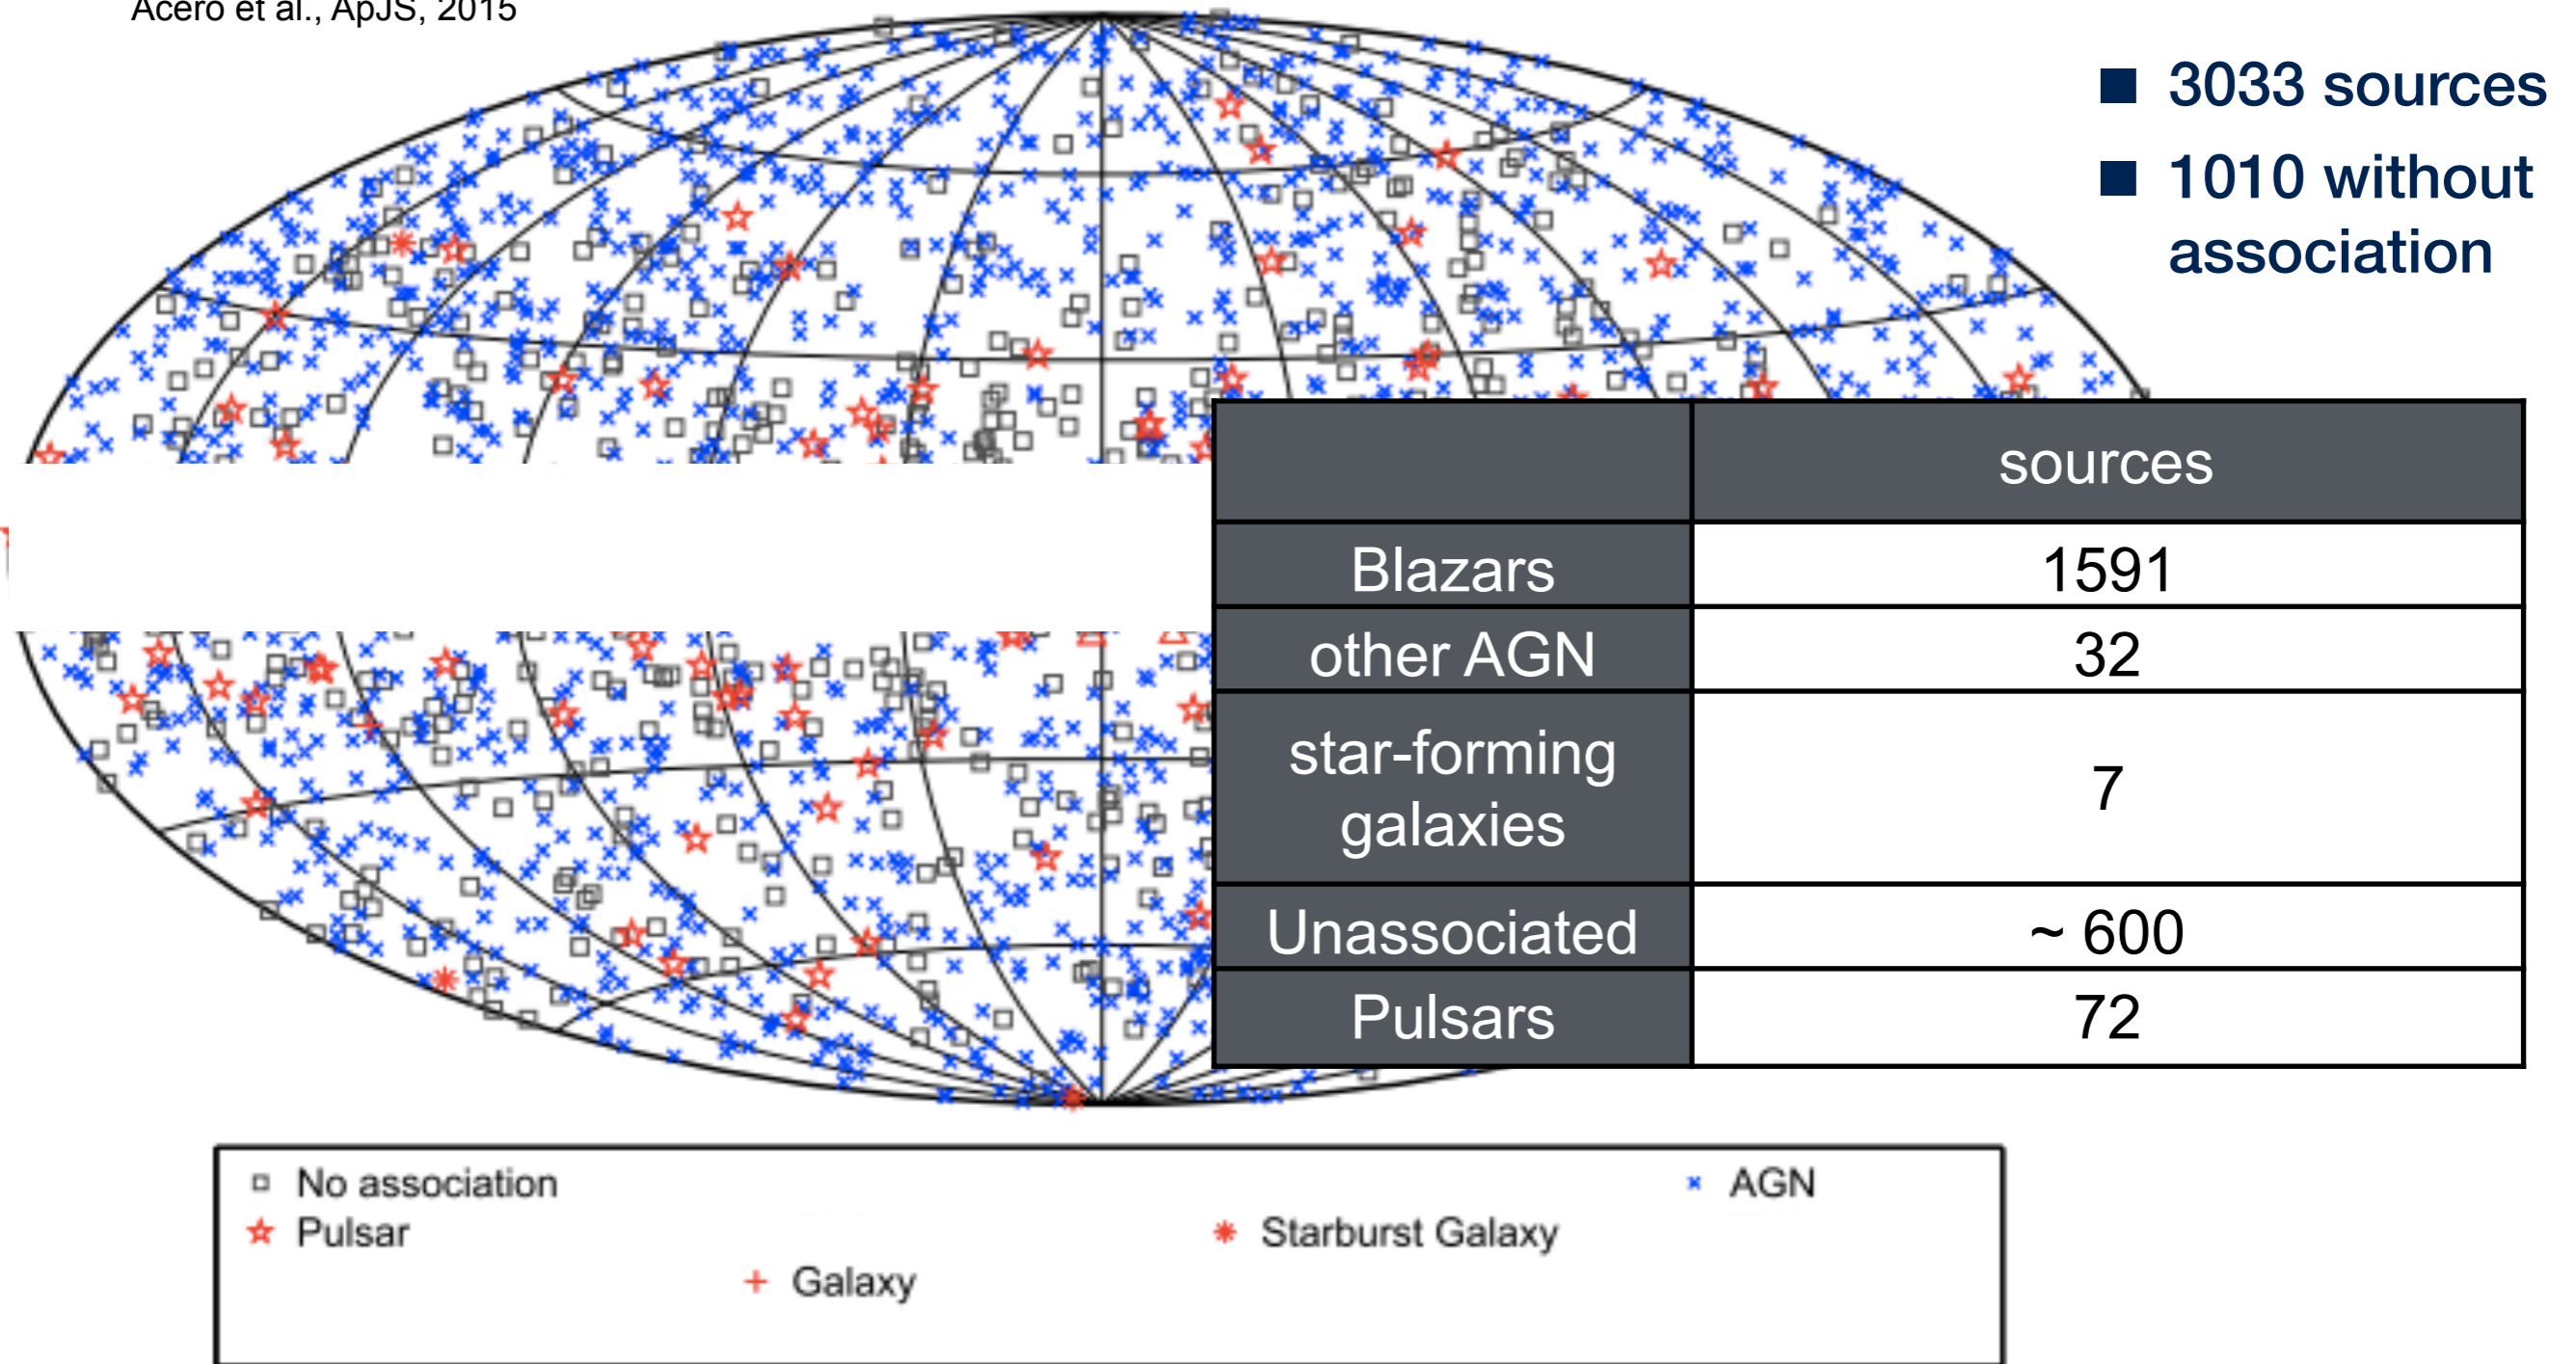 Acero et al., ApJS, 2015
■ 3033 sources
■ 1010 without
association
sources
Blazars 1591
other AGN 32
star-forming
galaxies 7
Unassociated ~ 600
Pulsars 72
No association AGN
Pulsar Starburst Galaxy
Galaxy